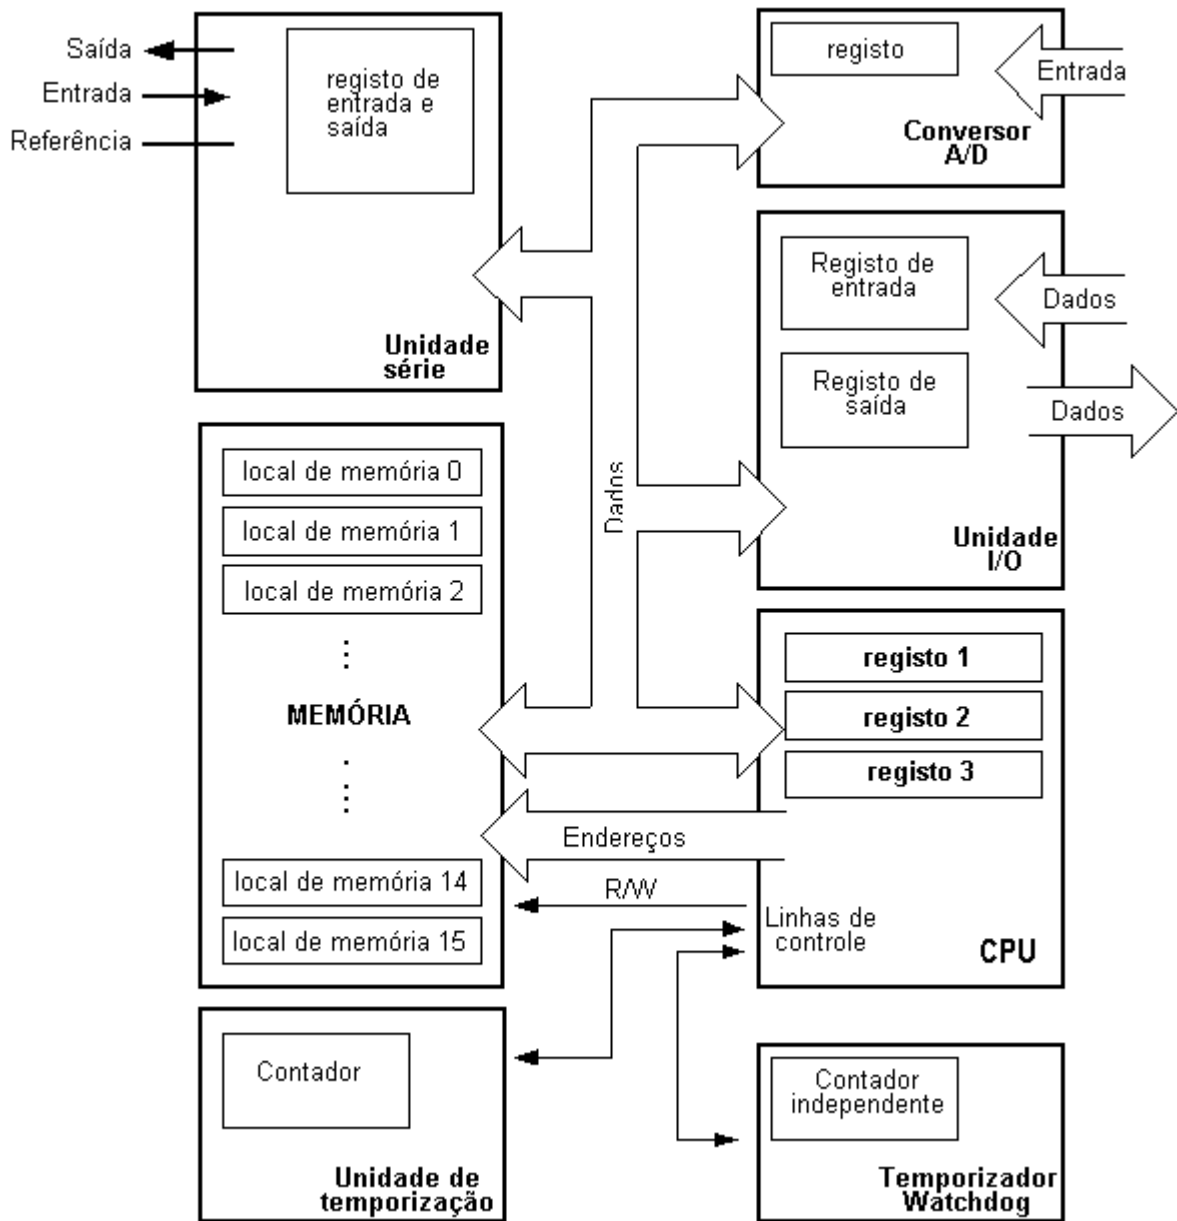 Saída
Entrada
Referência
registo de
entrada e
saída
Unidade
série
registo
Entrada
Conversor
A/D
Registo de
entrada
Dados
Registo de
saída
Dados
Unidade
I/O
Dados
local de memória 0
local de memória 1
local de memória 2
MEMÓRIA
local de memória 14
local de memória 15
registo 1
registo 2
registo 3
Endereços
R/W
Linhas de
controle
CPU
Contador
Unidade de
temporização
Contador
independente
Temporizador
Watchdog